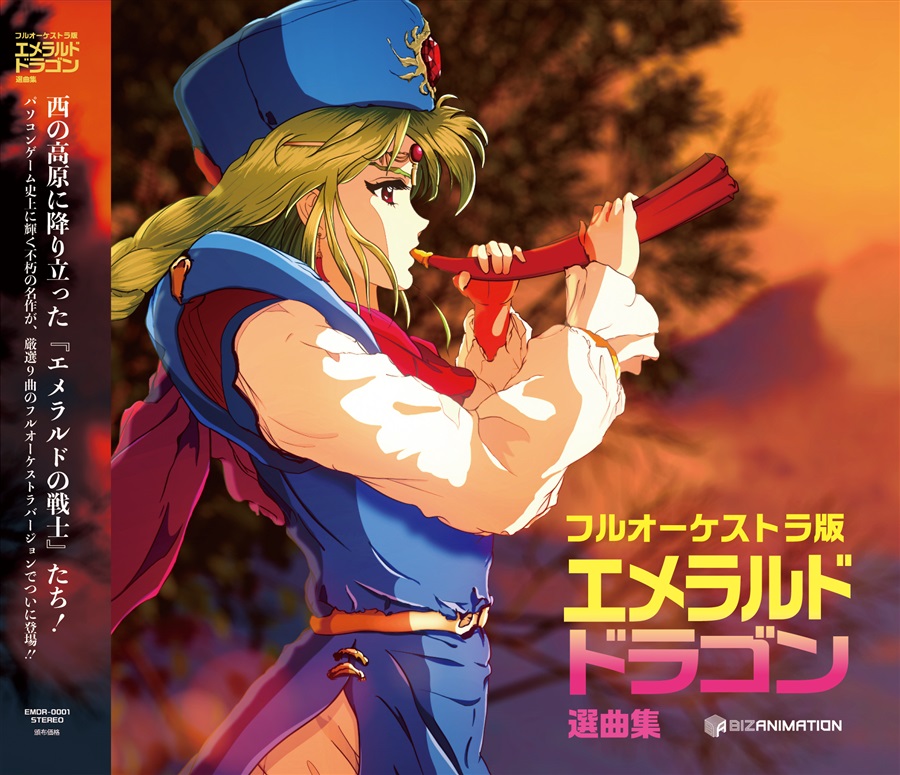 フルオーケストラ版
エメラルド
ドラゴン
選曲集
西の高原に降り立った『エメラルドの戦士』たち!
パソコンゲーム史上に輝く不朽の名作が、厳選9曲のフルオーケストラバージョンでついに登場!!
EMDR-0001
STEREO
頒布価格
フルオーケストラ版
エメラルド
ドラゴン
選曲集
BIZANIMATION